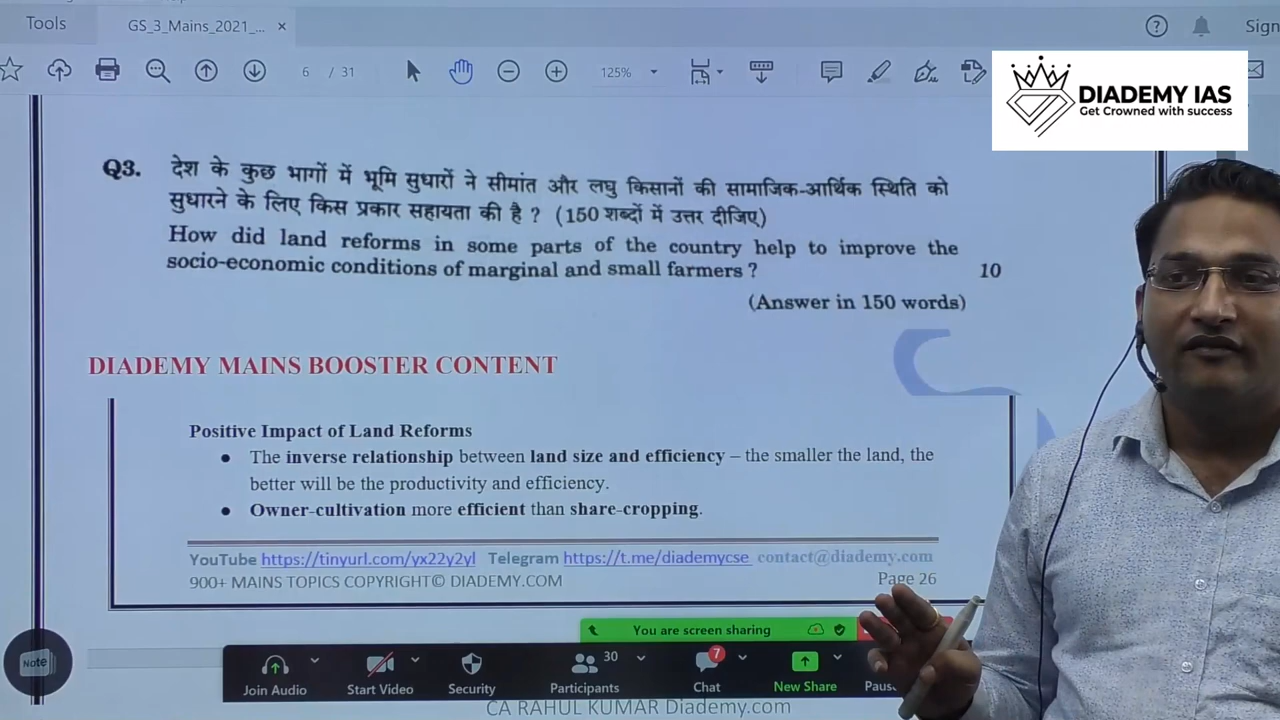 Tools
GS_3_Mains_2021_... ×
Sign
6 / 31
125%
DIADEMY IAS
Get Crowned with success
Q3. देश के कुछ भागों में भूमि सुधारों ने सीमांत और लघु किसानों की सामाजिक-आर्थिक स्थिति को
सुधारने के लिए किस प्रकार सहायता की है ? (150 शब्दों में उत्तर दीजिए)
How did land reforms in some parts of the country help to improve the
socio-economic conditions of marginal and small farmers ? 10
(Answer in 150 words)
DIADEMY MAINS BOOSTER CONTENT
Positive Impact of Land Reforms
● The inverse relationship between land size and efficiency – the smaller the land, the
better will be the productivity and efficiency.
● Owner-cultivation more efficient than share-cropping.
YouTube https://tinyurl.com/yx22y2yl Telegram https://t.me/diademycse contact@diademy.com
900+ MAINS TOPICS COPYRIGHT© DIADEMY.COM Page 26
You are screen sharing
Note
30
7
Join Audio Start Video Security Participants Chat New Share Paus
CA RAHUL KUMAR Diademy.com